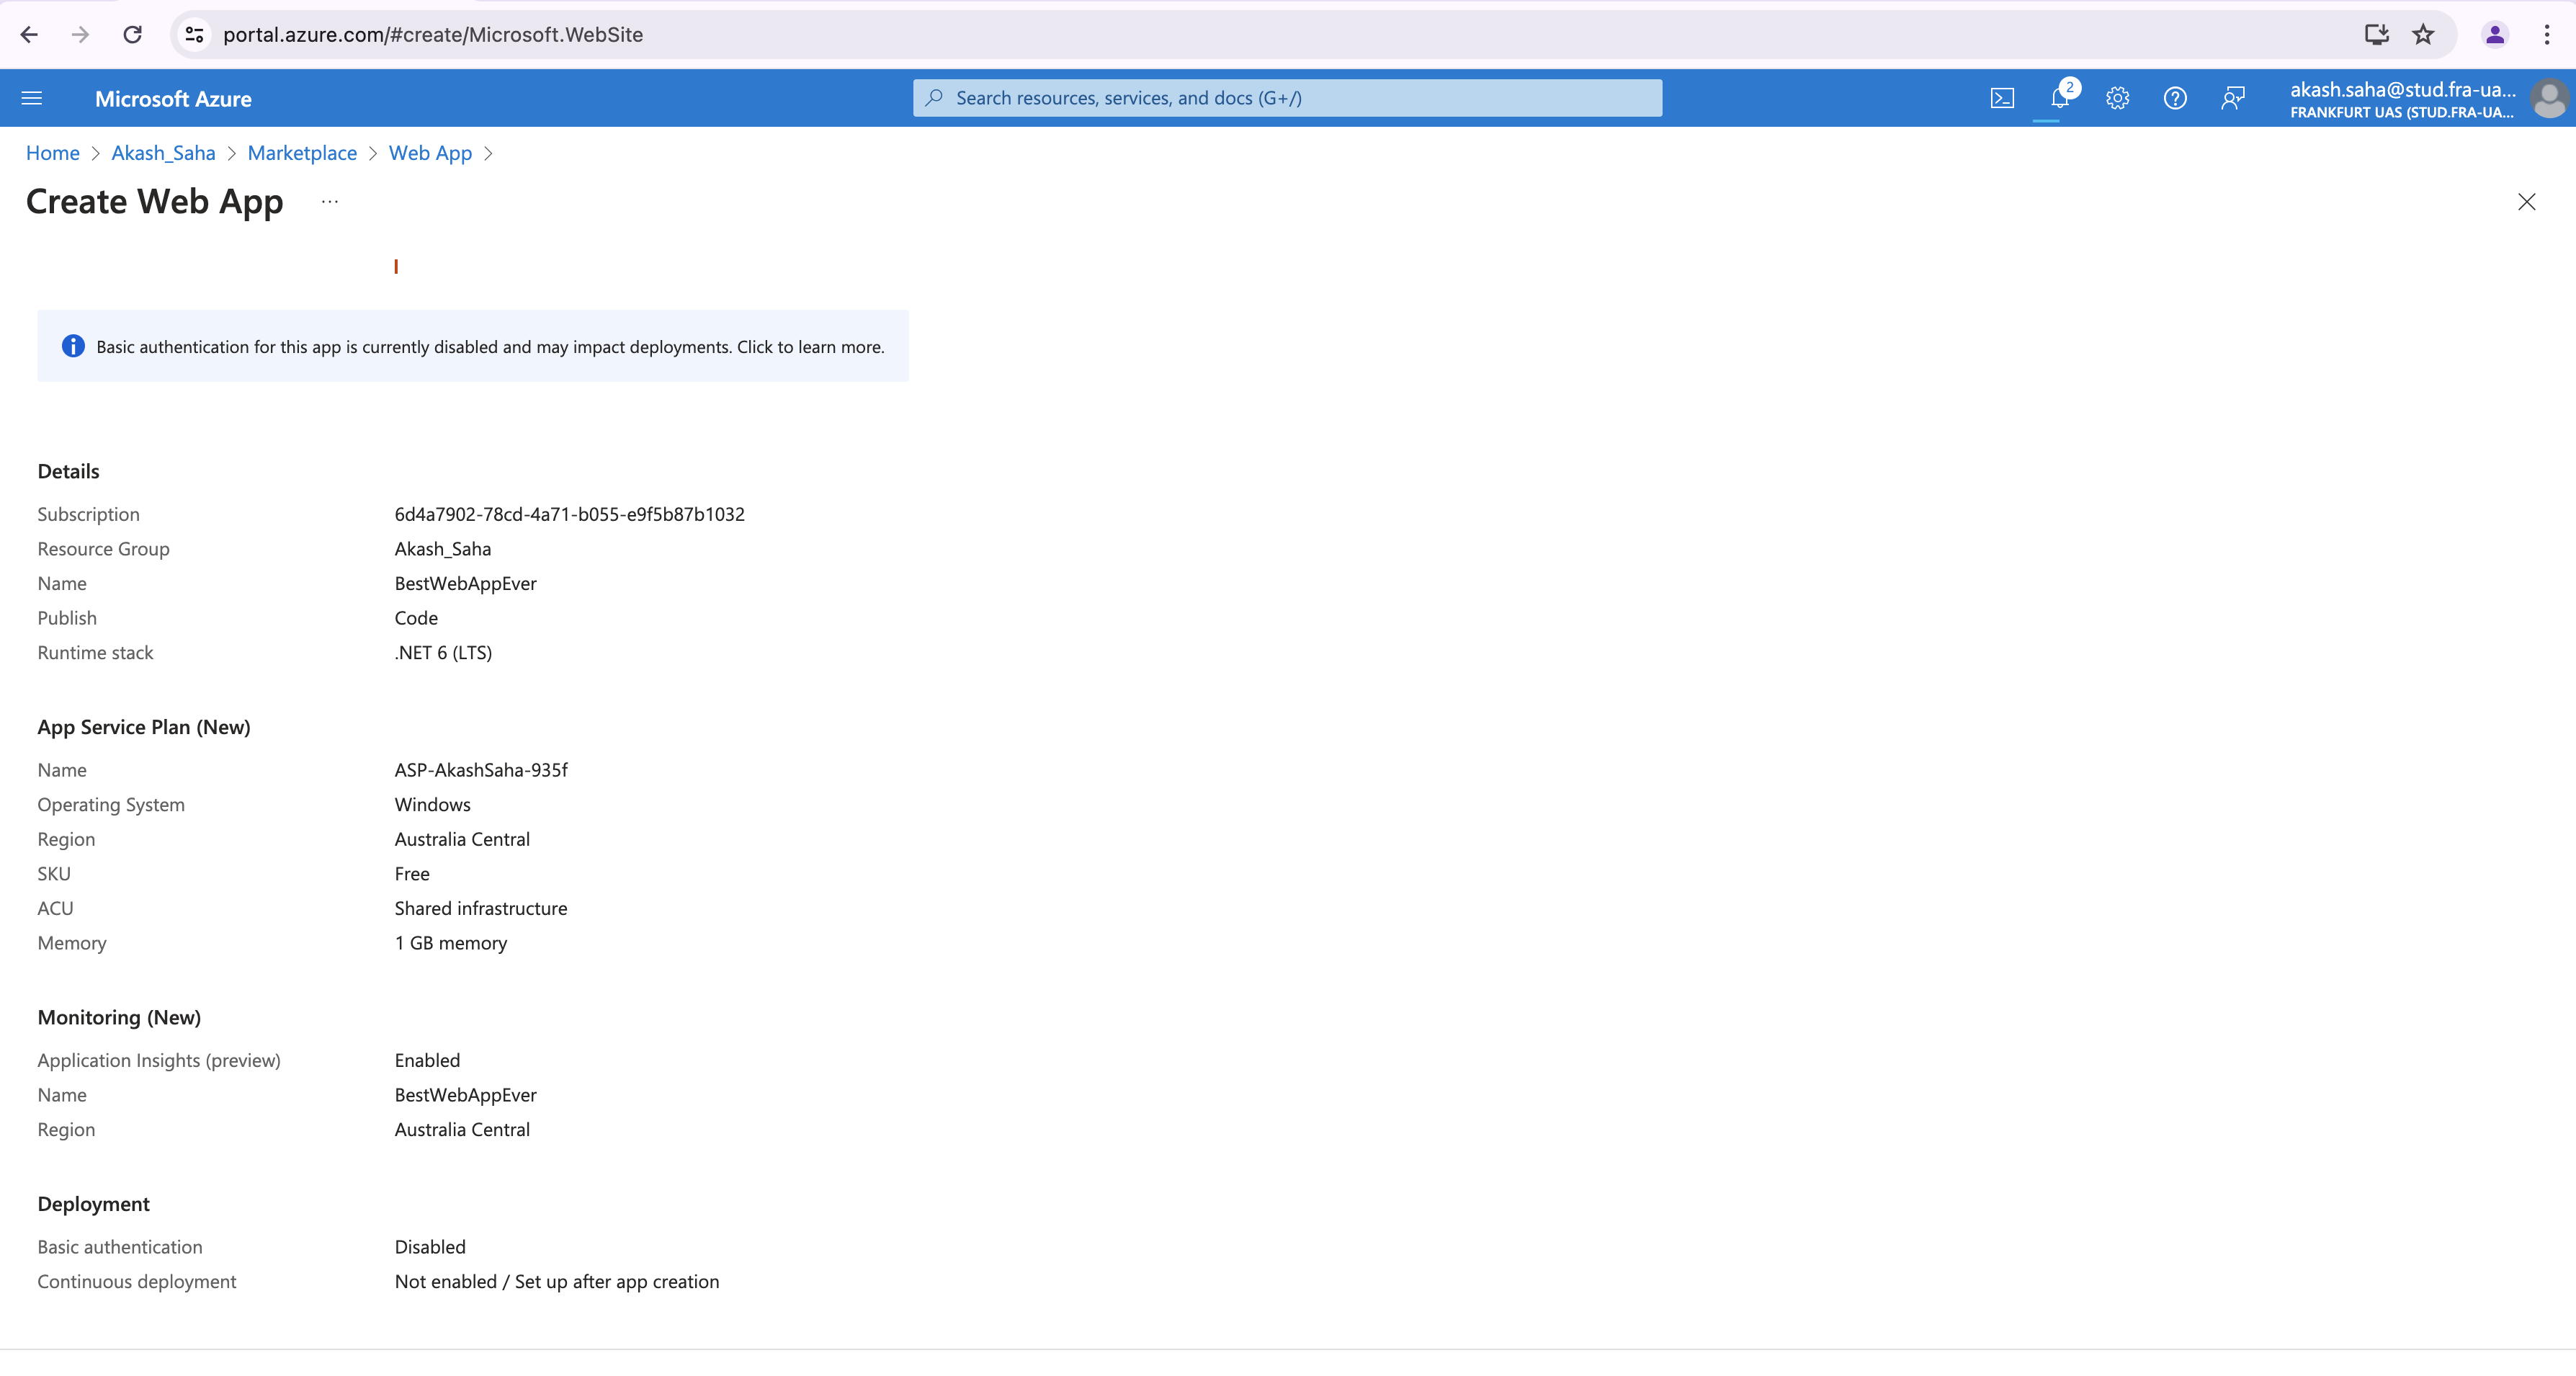 portal.azure.com/#create/Microsoft.WebSite
Microsoft Azure
Search resources, services, and docs (G+/)
2
akash.saha@stud.fra-ua...
FRANKFURT UAS (STUD.FRA-UA...
Home > Akash_Saha > Marketplace > Web App >
Create Web App ...
Basic authentication for this app is currently disabled and may impact deployments. Click to learn more.
Details
Subscription 6d4a7902-78cd-4a71-b055-e9f5b87b1032
Resource Group Akash_Saha
Name BestWebAppEver
Publish Code
Runtime stack .NET 6 (LTS)
App Service Plan (New)
Name ASP-AkashSaha-935f
Operating System Windows
Region Australia Central
SKU Free
ACU Shared infrastructure
Memory 1 GB memory
Monitoring (New)
Application Insights (preview) Enabled
Name BestWebAppEver
Region Australia Central
Deployment
Basic authentication Disabled
Continuous deployment Not enabled / Set up after app creation